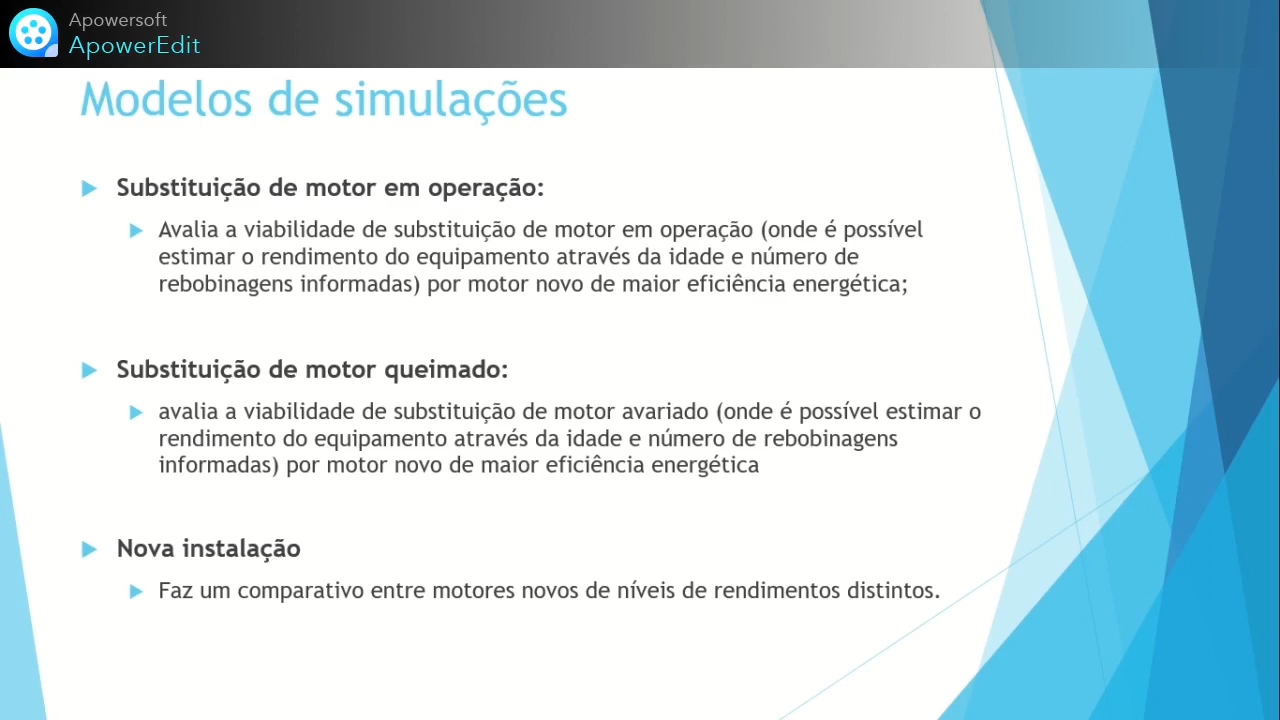 Apowersoft
ApowerEdit
Modelos de simulações
Substituição de motor em operação:
Avalia a viabilidade de substituição de motor em operação (onde é possível
estimar o rendimento do equipamento através da idade e número de
rebobinagens informadas) por motor novo de maior eficiência energética;
Substituição de motor queimado:
avalia a viabilidade de substituição de motor avariado (onde é possível estimar o
rendimento do equipamento através da idade e número de rebobinagens
informadas) por motor novo de maior eficiência energética
Nova instalação
Faz um comparativo entre motores novos de níveis de rendimentos distintos.